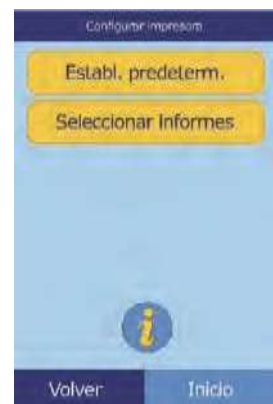 Configurar impresora
Establ. predeterm.
Seleccionar informes
i
Volver Inicio